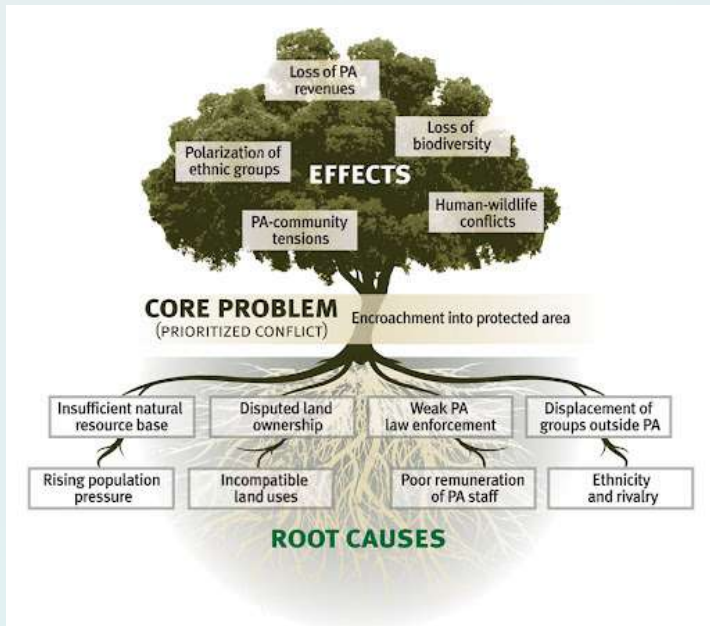 Loss of PA
revenues
Loss of
biodiversity
Polarization of
ethnic groups
EFFECTS
Human-wildlife
conflicts
PA-community
tensions
CORE PROBLEM
(PRIORITIZED CONFLICT)
Encroachment into protected area
Insufficient natural
resource base
Disputed land
ownership
Weak PA
law enforcement
Displacement of
groups outside PA
Rising population
pressure
Incompatible
land uses
Poor remuneration
of PA staff
Ethnicity
and rivalry
ROOT CAUSES